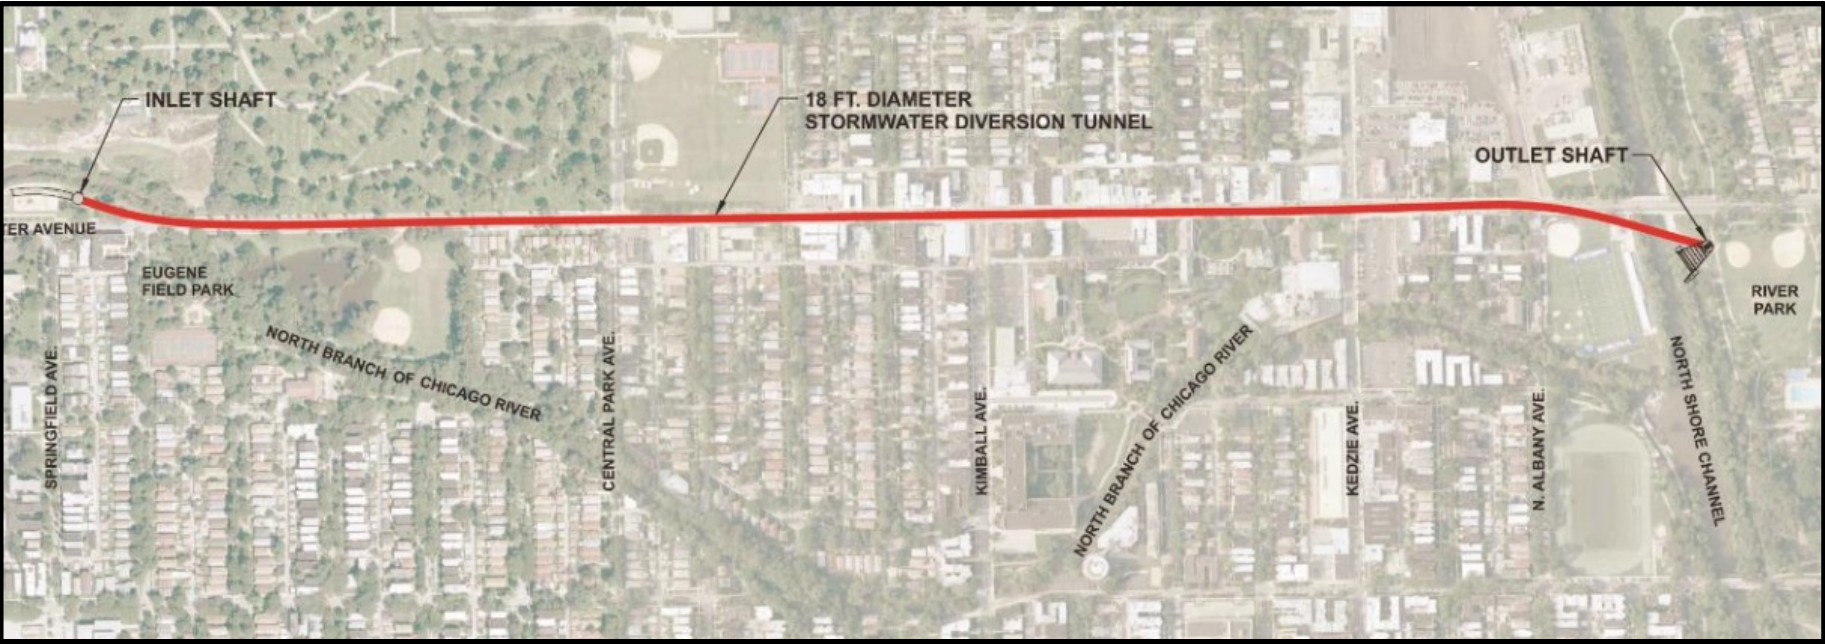 INLET SHAFT
18 FT. DIAMETER
STORMWATER DIVERSION TUNNEL
OUTLET SHAFT
TER AVENUE
EUGENE
FIELD PARK
RIVER
PARK
NORTH BRANCH OF CHICAGO RIVER
NORTH BRANCH OF CHICAGO RIVER
SPRINGFIELD AVE.
CENTRAL PARK AVE.
KIMBALL AVE.
KEDZIE AVE.
N. ALBANY AVE.
NORTH SHORE CHANNEL